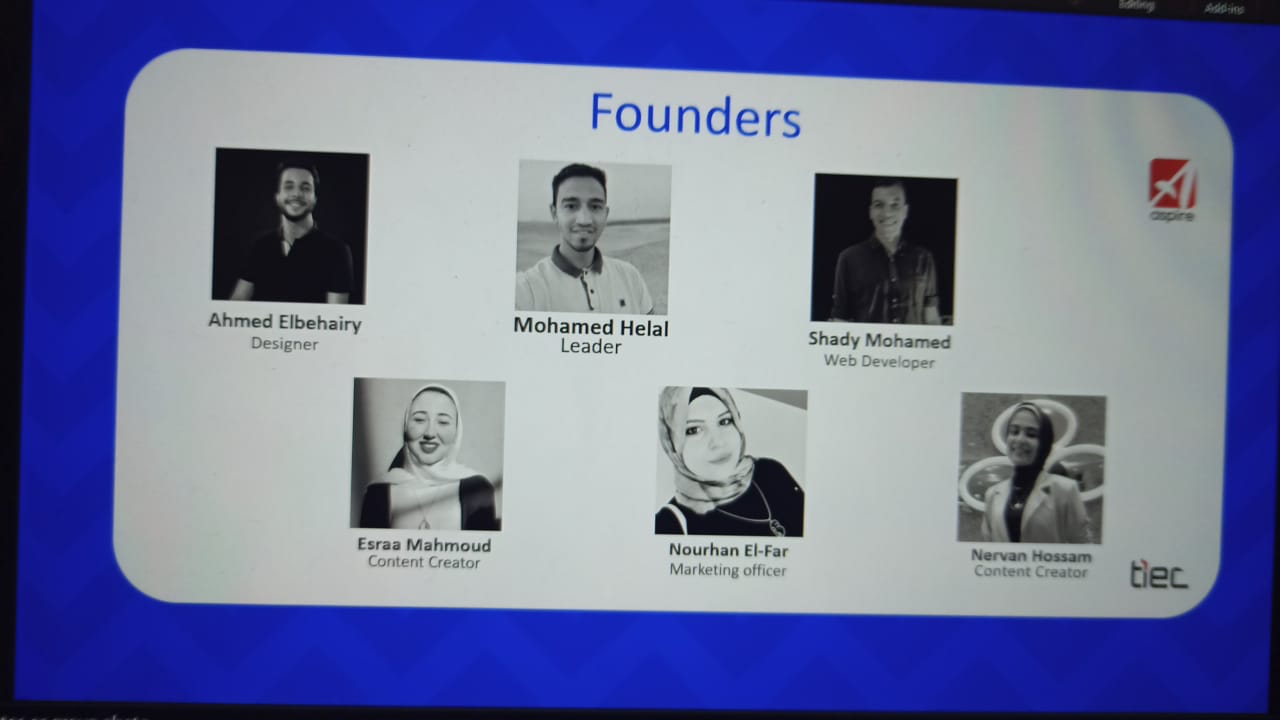 Editing
Add-ins
Founders
aspire
Ahmed Elbehairy
Designer
Mohamed Helal
Leader
Shady Mohamed
Web Developer
Esraa Mahmoud
Content Creator
Nourhan El-Far
Marketing officer
Nervan Hossam
Content Creator
tiec